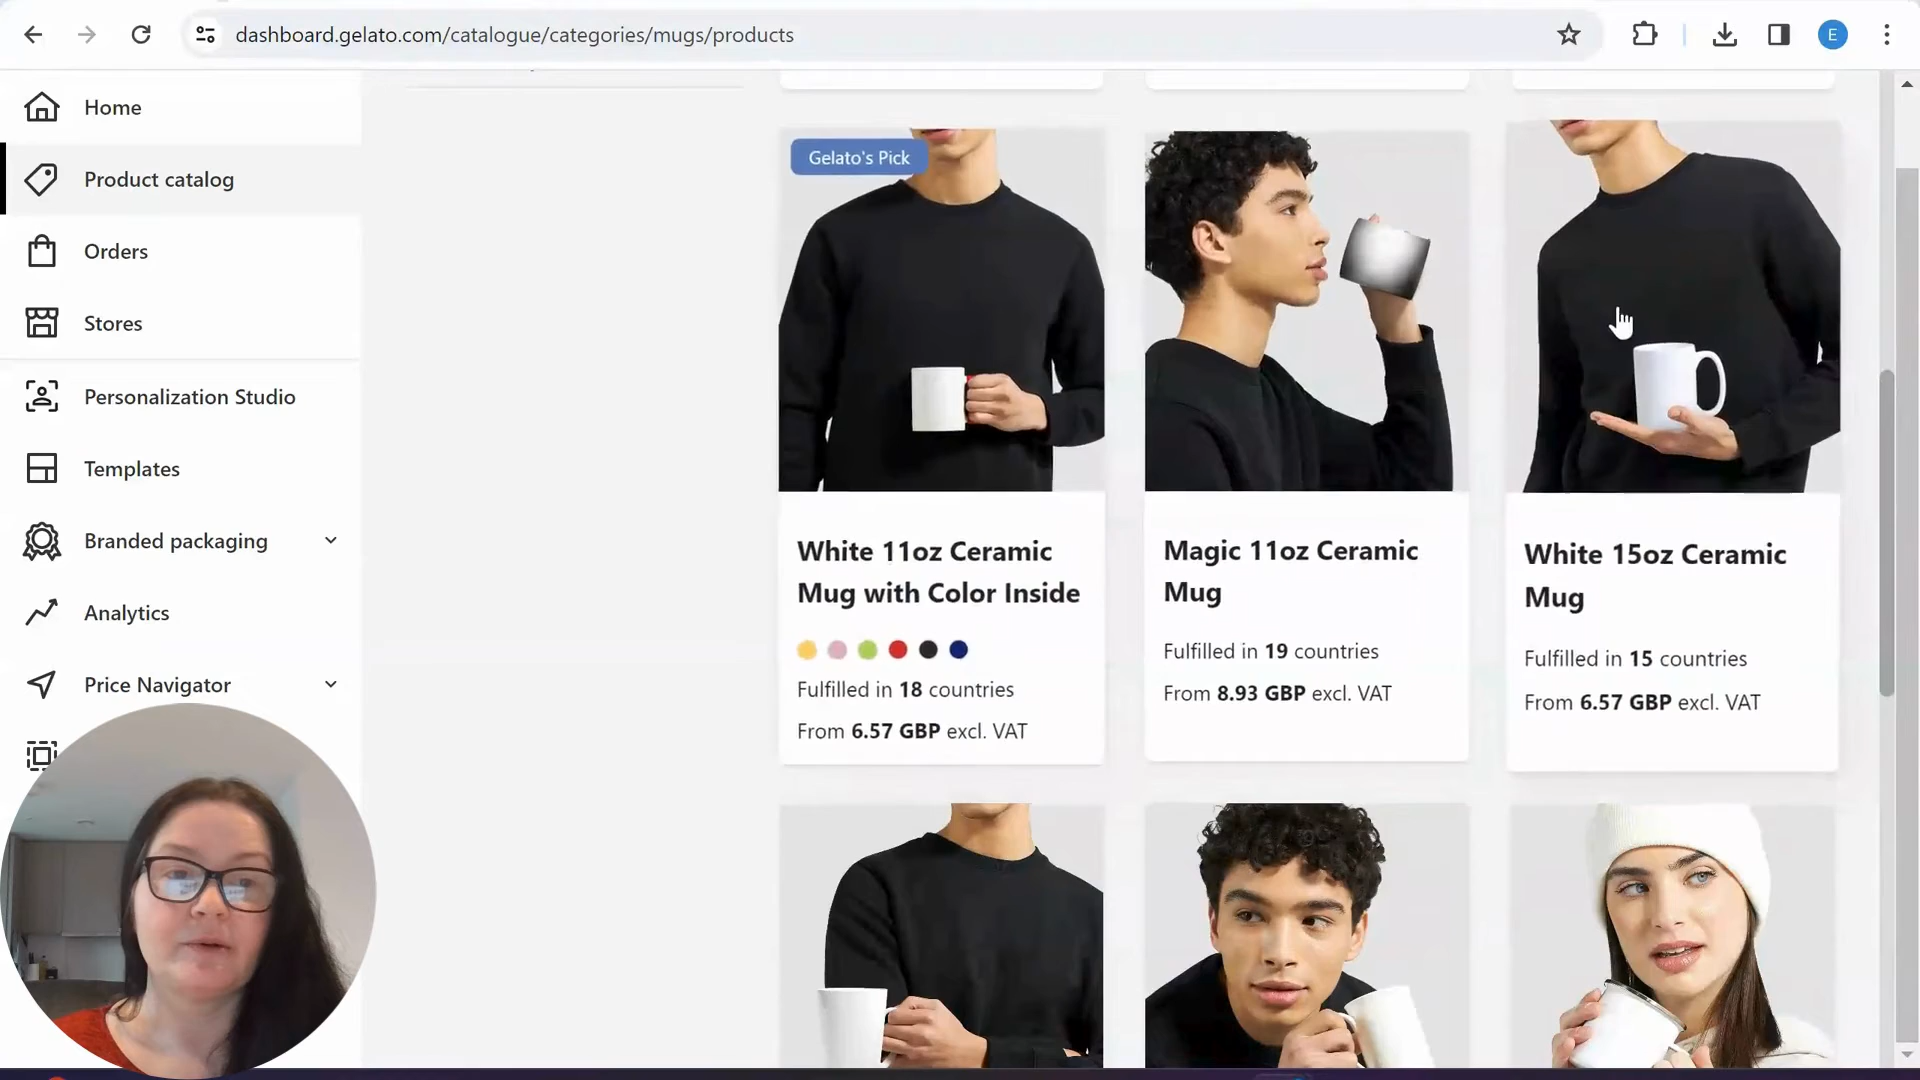 dashboard.gelato.com/catalogue/categories/mugs/products
E
Home
Product catalog
Orders
Stores
Personalization Studio
Templates
Branded packaging
Analytics
Price Navigator
Gelato's Pick
White 11oz Ceramic
Mug with Color Inside
Fulfilled in 18 countries
From 6.57 GBP excl. VAT
Magic 11oz Ceramic
Mug
Fulfilled in 19 countries
From 8.93 GBP excl. VAT
White 15oz Ceramic
Mug
Fulfilled in 15 countries
From 6.57 GBP excl. VAT